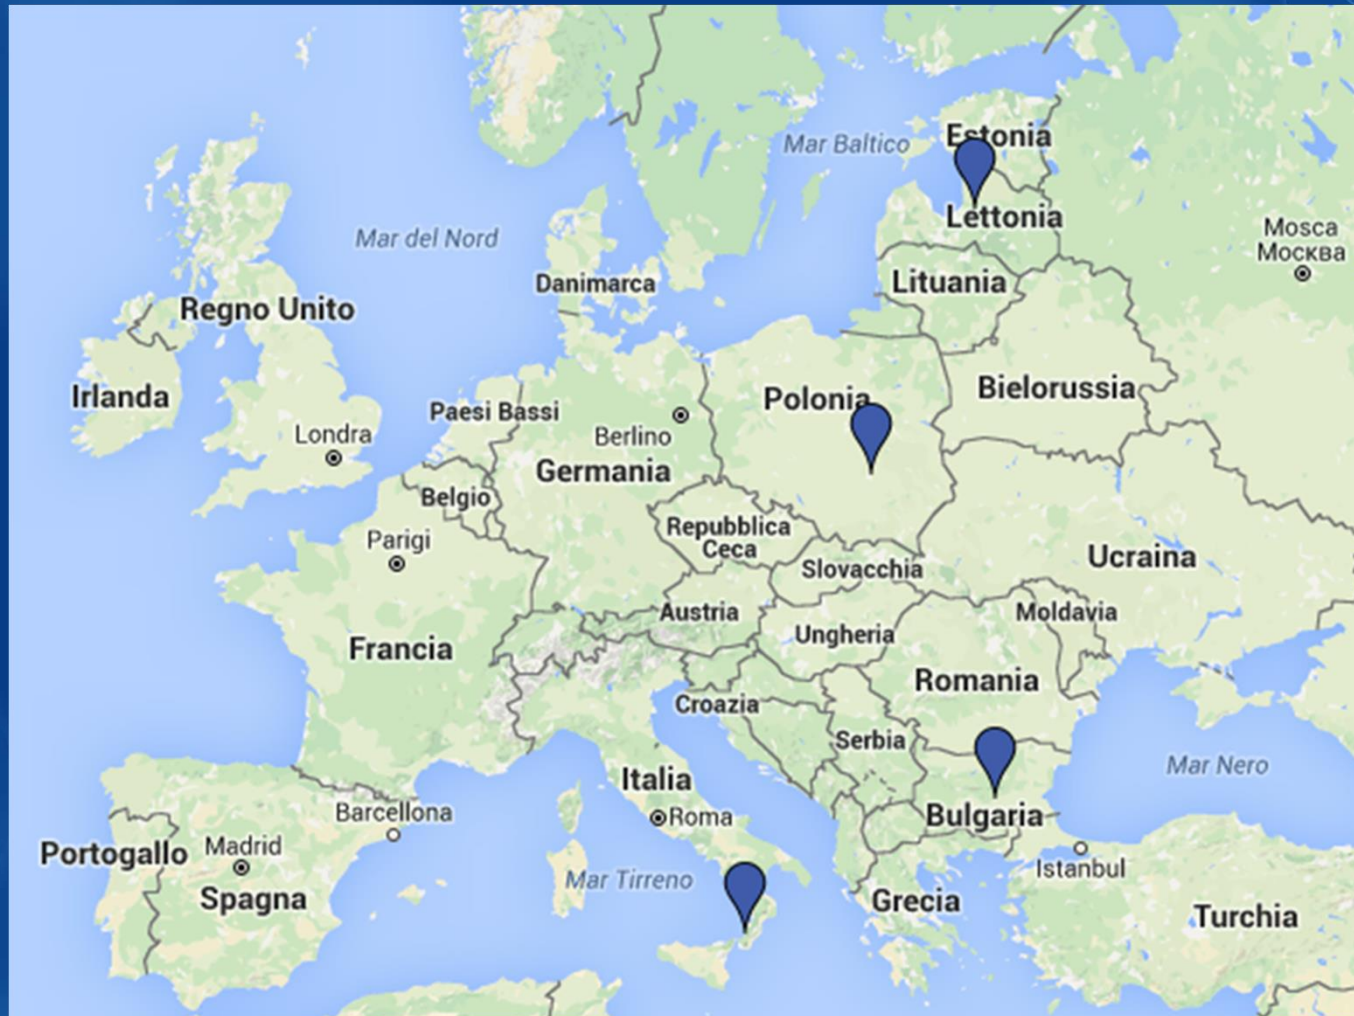 Estonia
Mar Baltico
Lettonia
Mosca
Москва
Mar del Nord
Danimarca
Lituania
Regno Unito
Irlanda
Paesi Bassi
Polonia
Bielorussia
Londra
Berlino
Germania
Belgio
Parigi
Repubblica
Ceca
Slovacchia
Ucraina
Austria
Moldavia
Ungheria
Francia
Romania
Croazia
Serbia
Mar Nero
Italia
Barcellona
Roma
Bulgaria
Portogallo
Madrid
Istanbul
Mar Tirreno
Spagna
Grecia
Turchia